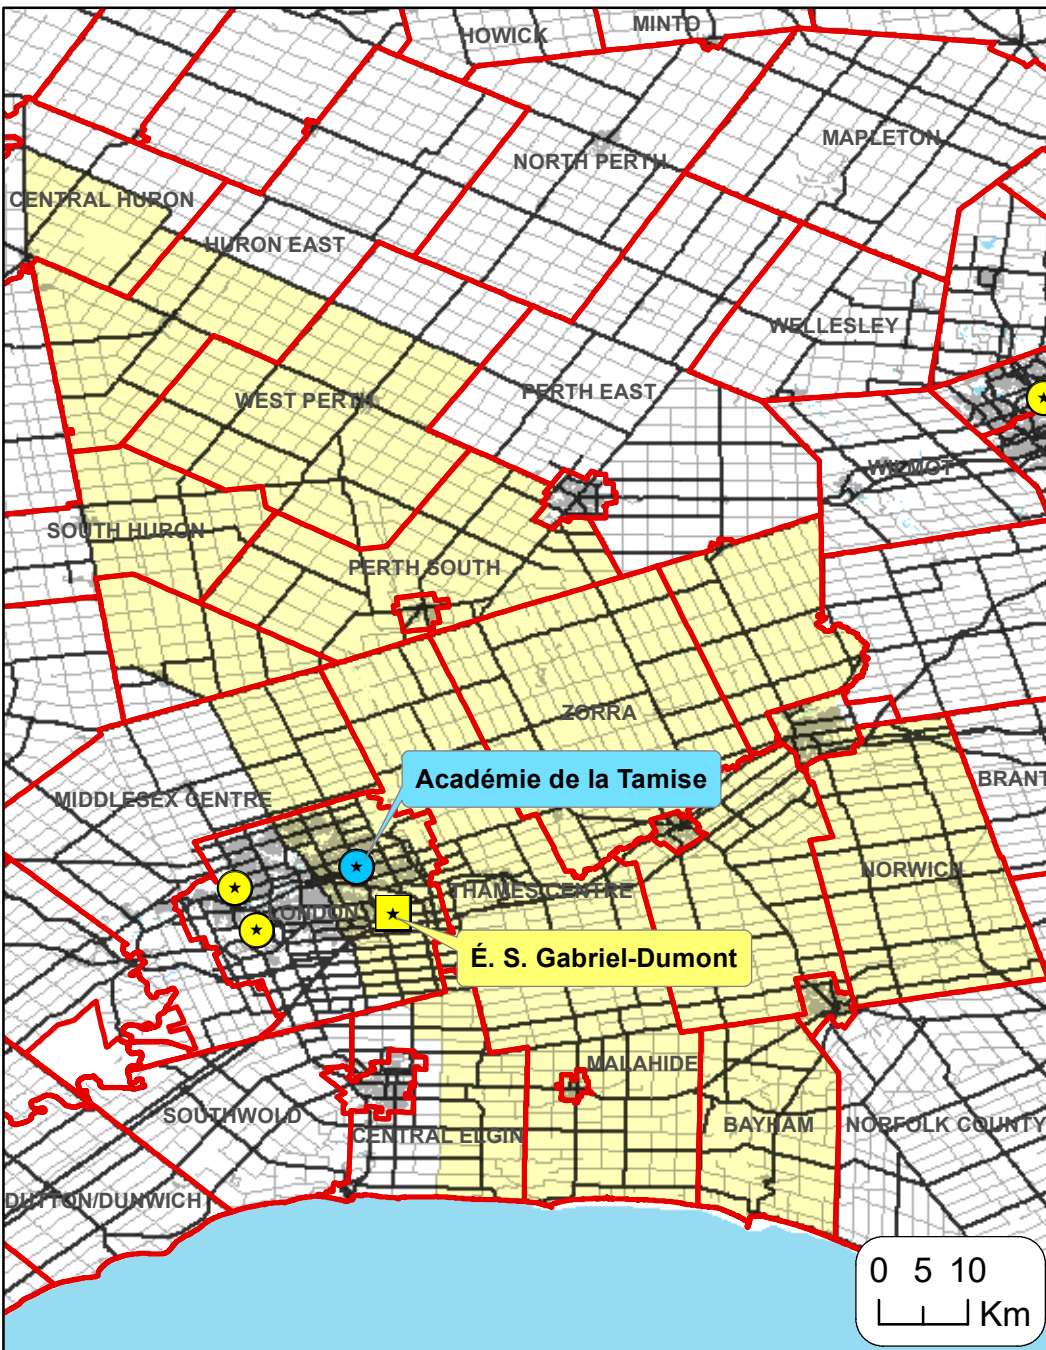 HOWICK
MINTO
MAPLETON
NORTH PERTH
CENTRAL HURON
HURON EAST
WELLESLEY
PERTH EAST
WEST PERTH
WILMOT
SOUTH HURON
PERTH SOUTH
ZORRA
Académie de la Tamise
BRANT
MIDDLESEX CENTRE
NORWICH
THAMES CENTRE
LONDON
É. S. Gabriel-Dumont
MALAHIDE
SOUTHWOLD
BAYHAM
NORFOLK COUNTY
CENTRAL ELGIN
DUTTON/DUNWICH
0 5 10
Km